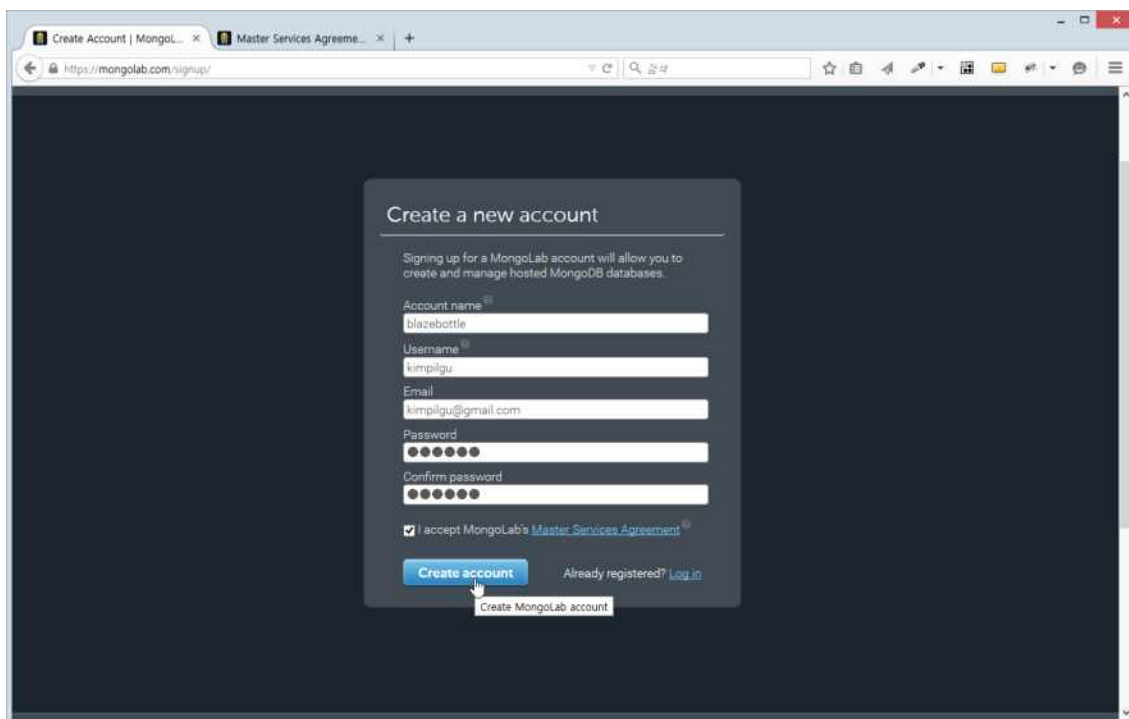 Create Account | MongoL...
Master Services Agreeme...
https://mongolab.com/signup/
검색
Create a new account
Signing up for a MongoLab account will allow you to
create and manage hosted MongoDB databases.
Account name
blazebottle
Username
kimpilgu
Email
kimpilgu@gmail.com
Password
●●●●●●
Confirm password
●●●●●●
I accept MongoLab's Master Services Agreement
Create account
Already registered? Log in
Create MongoLab account